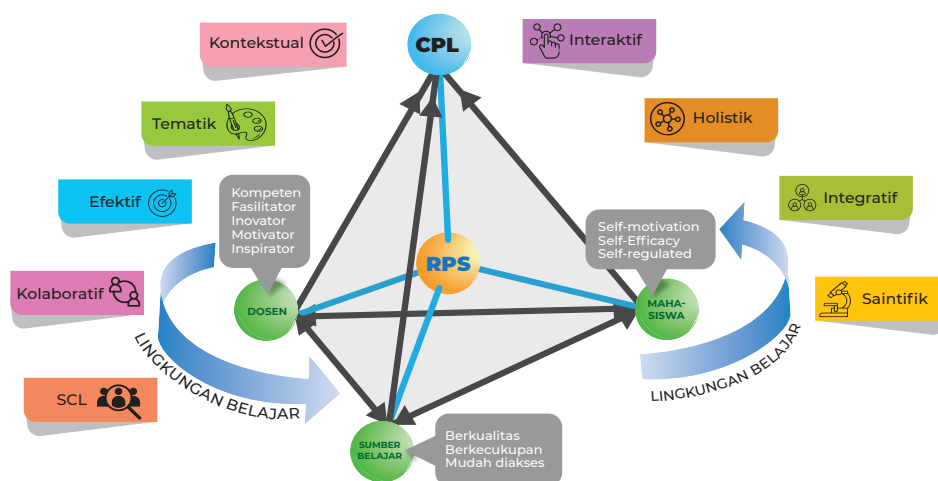 Kontekstual
CPL
Interaktif
Tematik
Holistik
Efektif
Kompeten
Fasilitator
Inovator
Motivator
Inspirator
Self-motivation
Self-Efficacy
Self-regulated
Integratif
Kolaboratif
RPS
DOSEN
MAHA-
SISWA
Saintifik
LINGKUNGAN BELAJAR
LINGKUNGAN BELAJAR
SCL
SUMBER
BELAJAR
Berkualitas
Berkecukupan
Mudah diakses